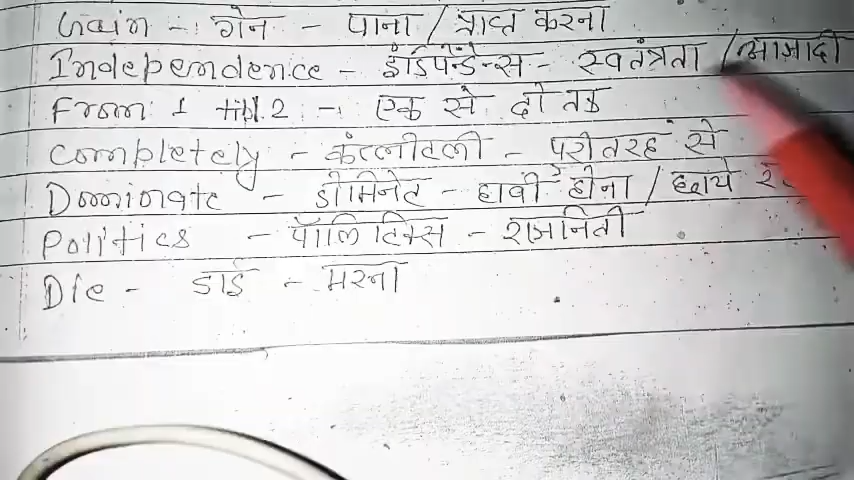 Gain - गेन - पाना / प्राप्त करना
Independence - इंडिपेन्डेन्स - स्वतंत्रता / आज़ादी
From 1 till 2 - एक से दो तक
Completely - कंप्लीटली - पूरी तरह से
Dominate - डोमिनेट - हावी होना / छाये
Politics - पॉलिटिक्स - राजनिती
Die - डाई - मरना